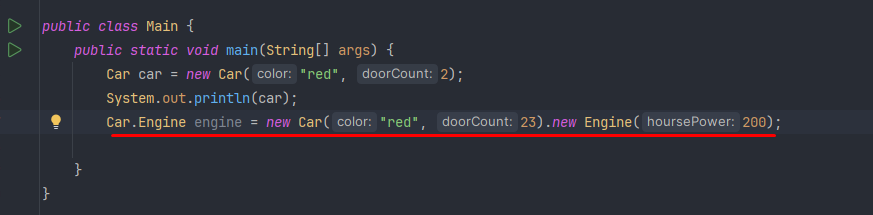 public class Main {
public static void main(String[] args) {
Car car = new Car( color: "red", doorCount: 2);
System.out.println(car);
Car.Engine engine = new Car( color: "red", doorCount: 23).new Engine( hoursePower: 200);
}
}